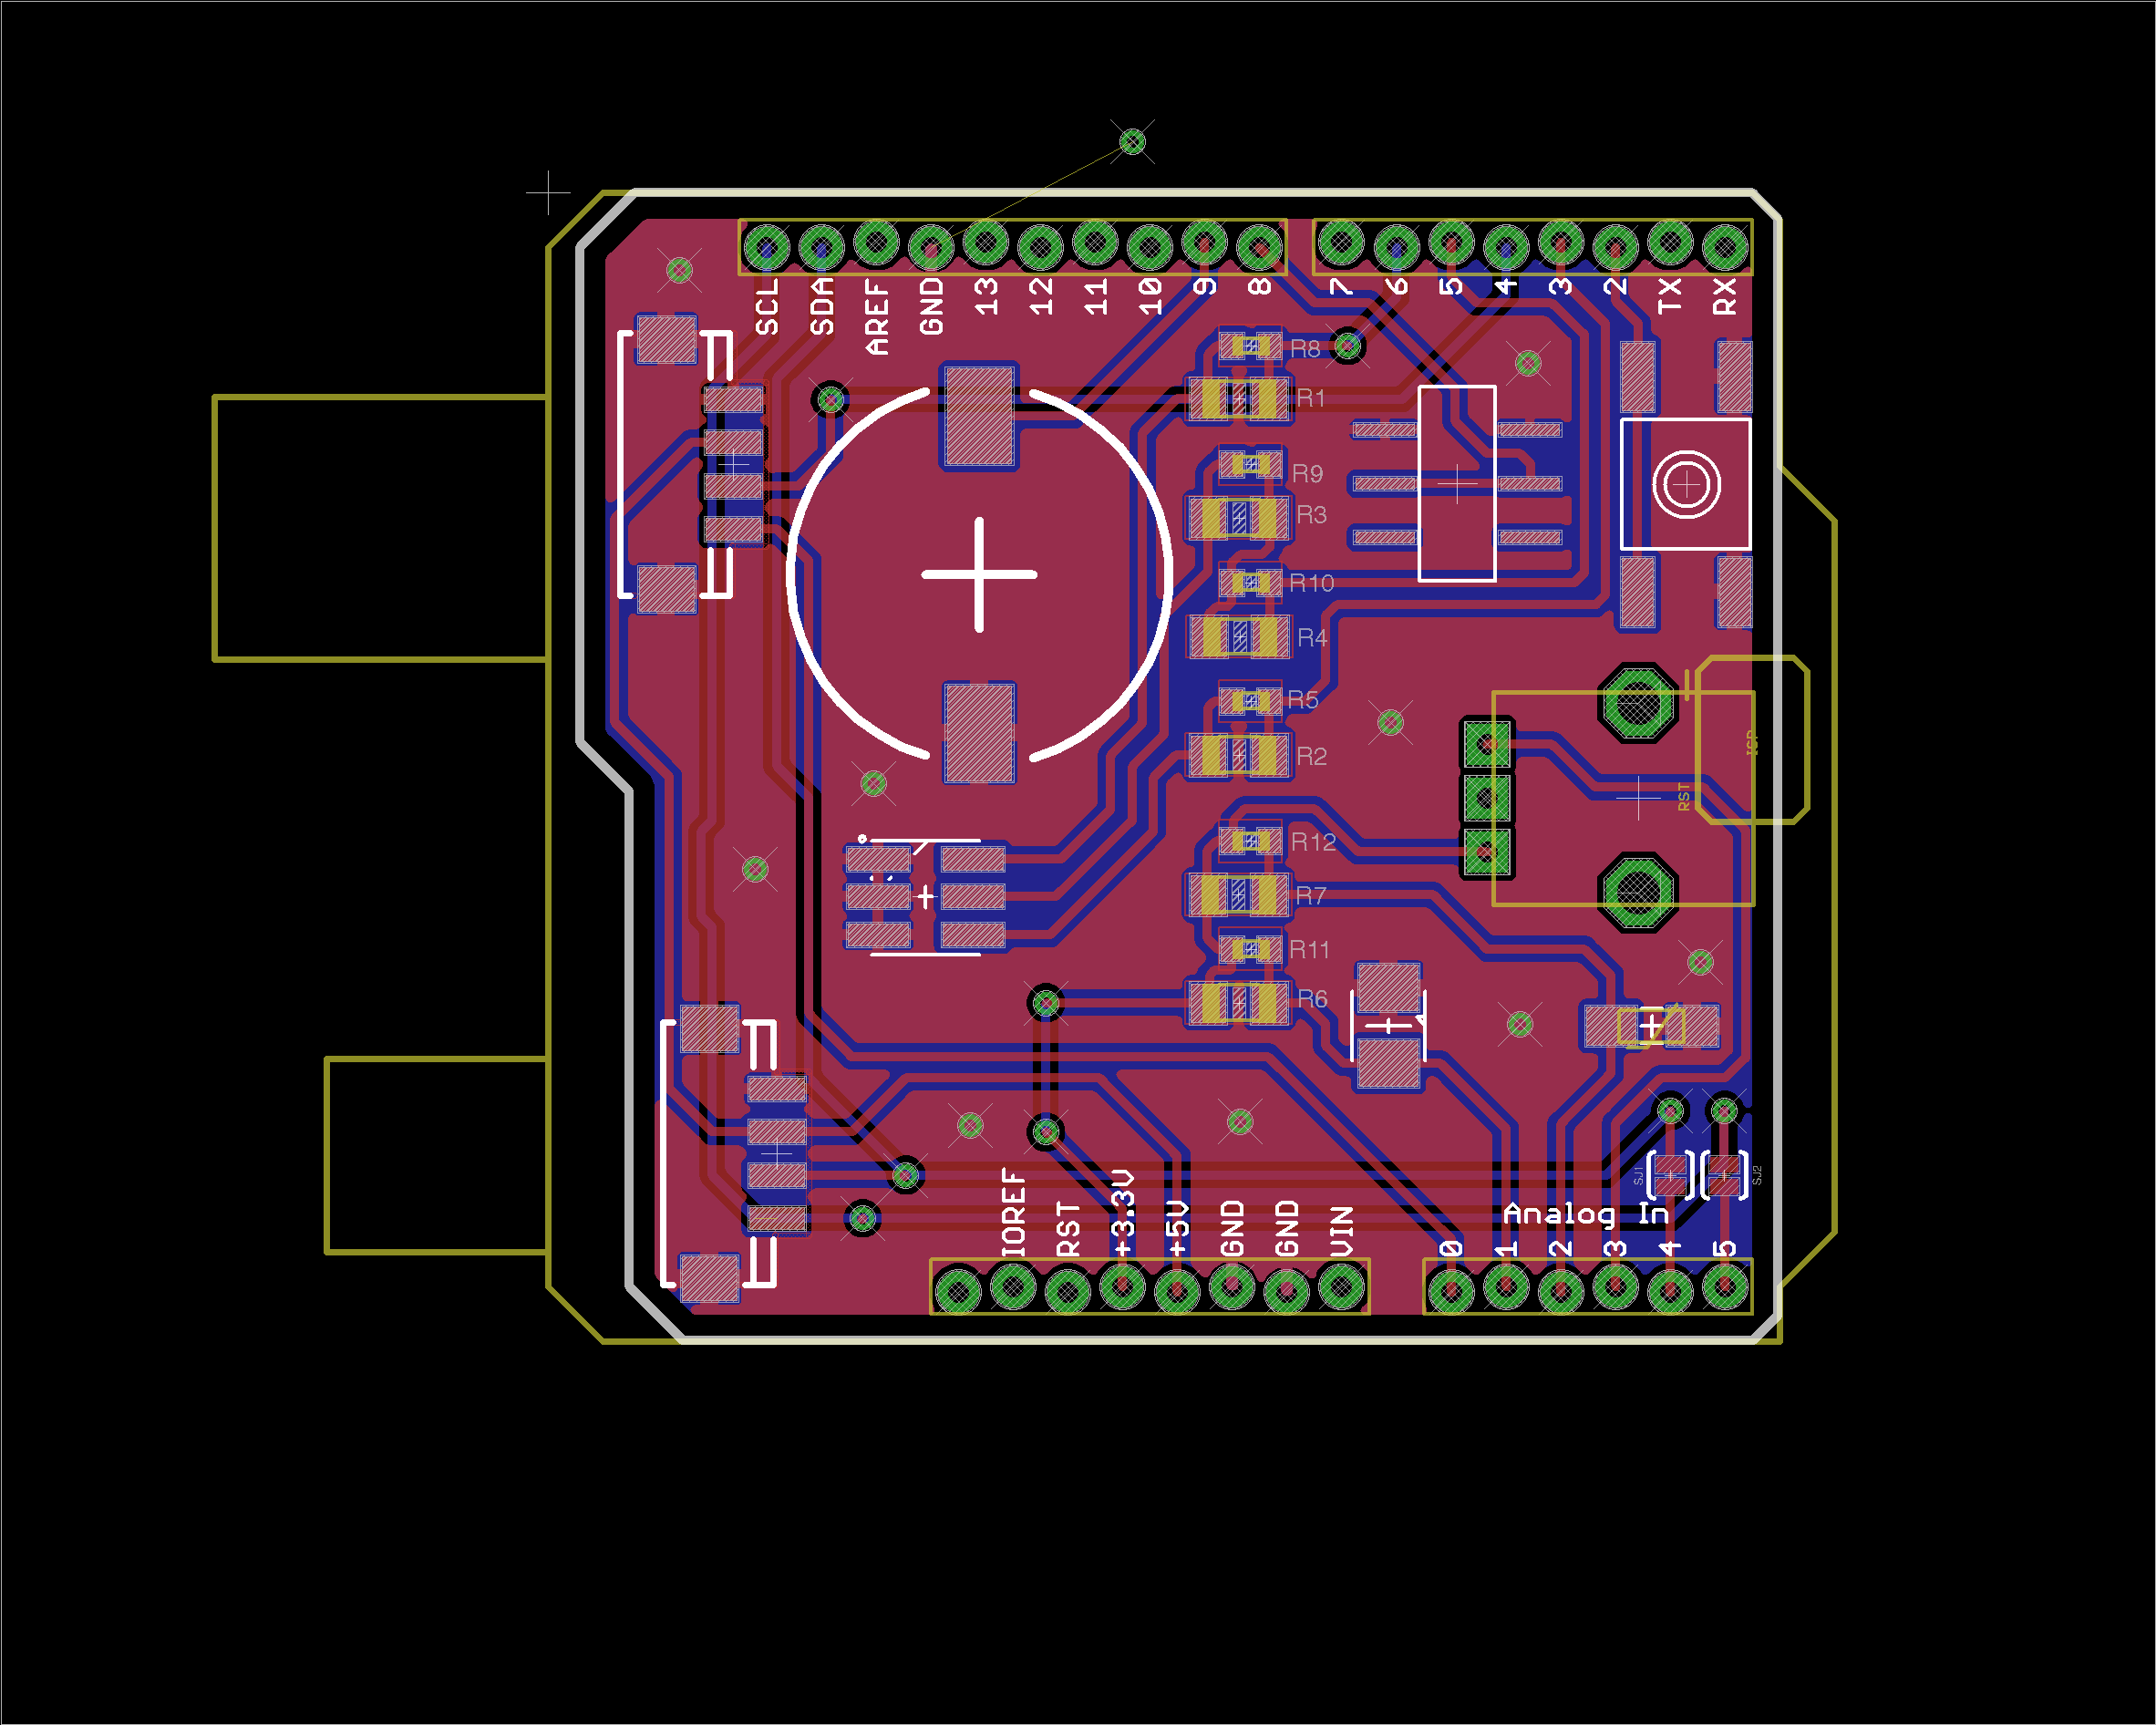 SCL
SDA
AREF
GND
13
12
11
10
9
8
7
6
5
4
3
2
TX
RX
R8
R1
R9
R3
R10
R4
R5
R2
ICP
RST
R12
R7
R11
R6
SJ1
SJ2
IOREF
RST
+3.3V
+5V
GND
GND
VIN
Analog In
0
1
2
3
4
5